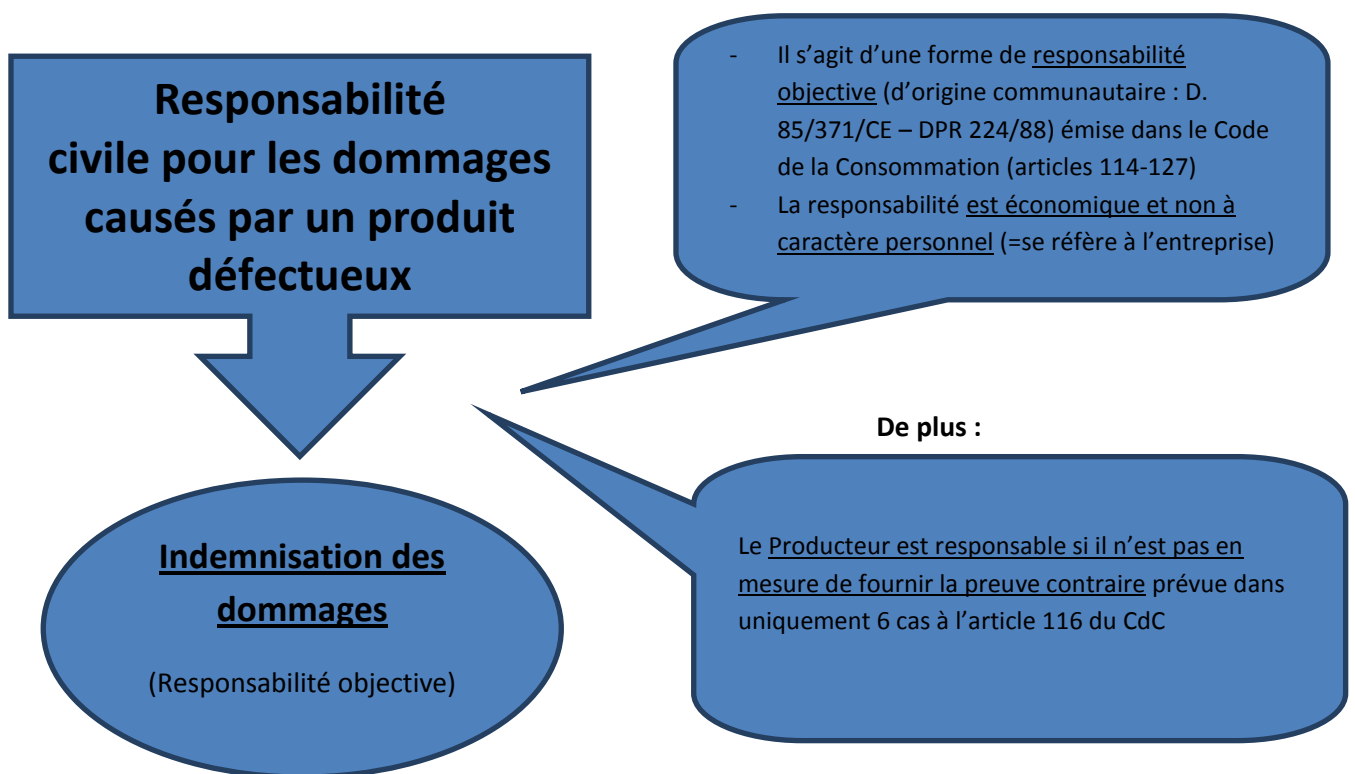 Responsabilité
civile pour les dommages
causés par un produit
défectueux
- Il s’agit d’une forme de responsabilité
objective (d’origine communautaire : D.
85/371/CE – DPR 224/88) émise dans le Code
de la Consommation (articles 114-127)
- La responsabilité est économique et non à
caractère personnel (=se réfère à l’entreprise)
De plus :
Le Producteur est responsable si il n’est pas en
mesure de fournir la preuve contraire prévue dans
uniquement 6 cas à l’article 116 du CdC
Indemnisation des
dommages
(Responsabilité objective)